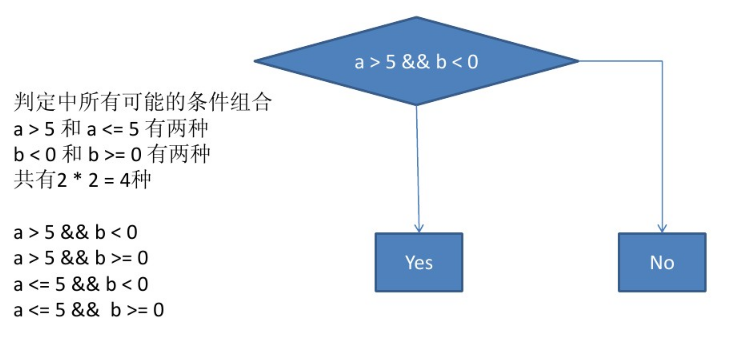 a > 5 && b < 0
判定中所有可能的条件组合
a > 5 和 a <= 5 有两种
b < 0 和 b >= 0 有两种
共有2 * 2 = 4种
a > 5 && b < 0
a > 5 && b >= 0
a <= 5 && b < 0
a <= 5 &&  b >= 0
Yes
No